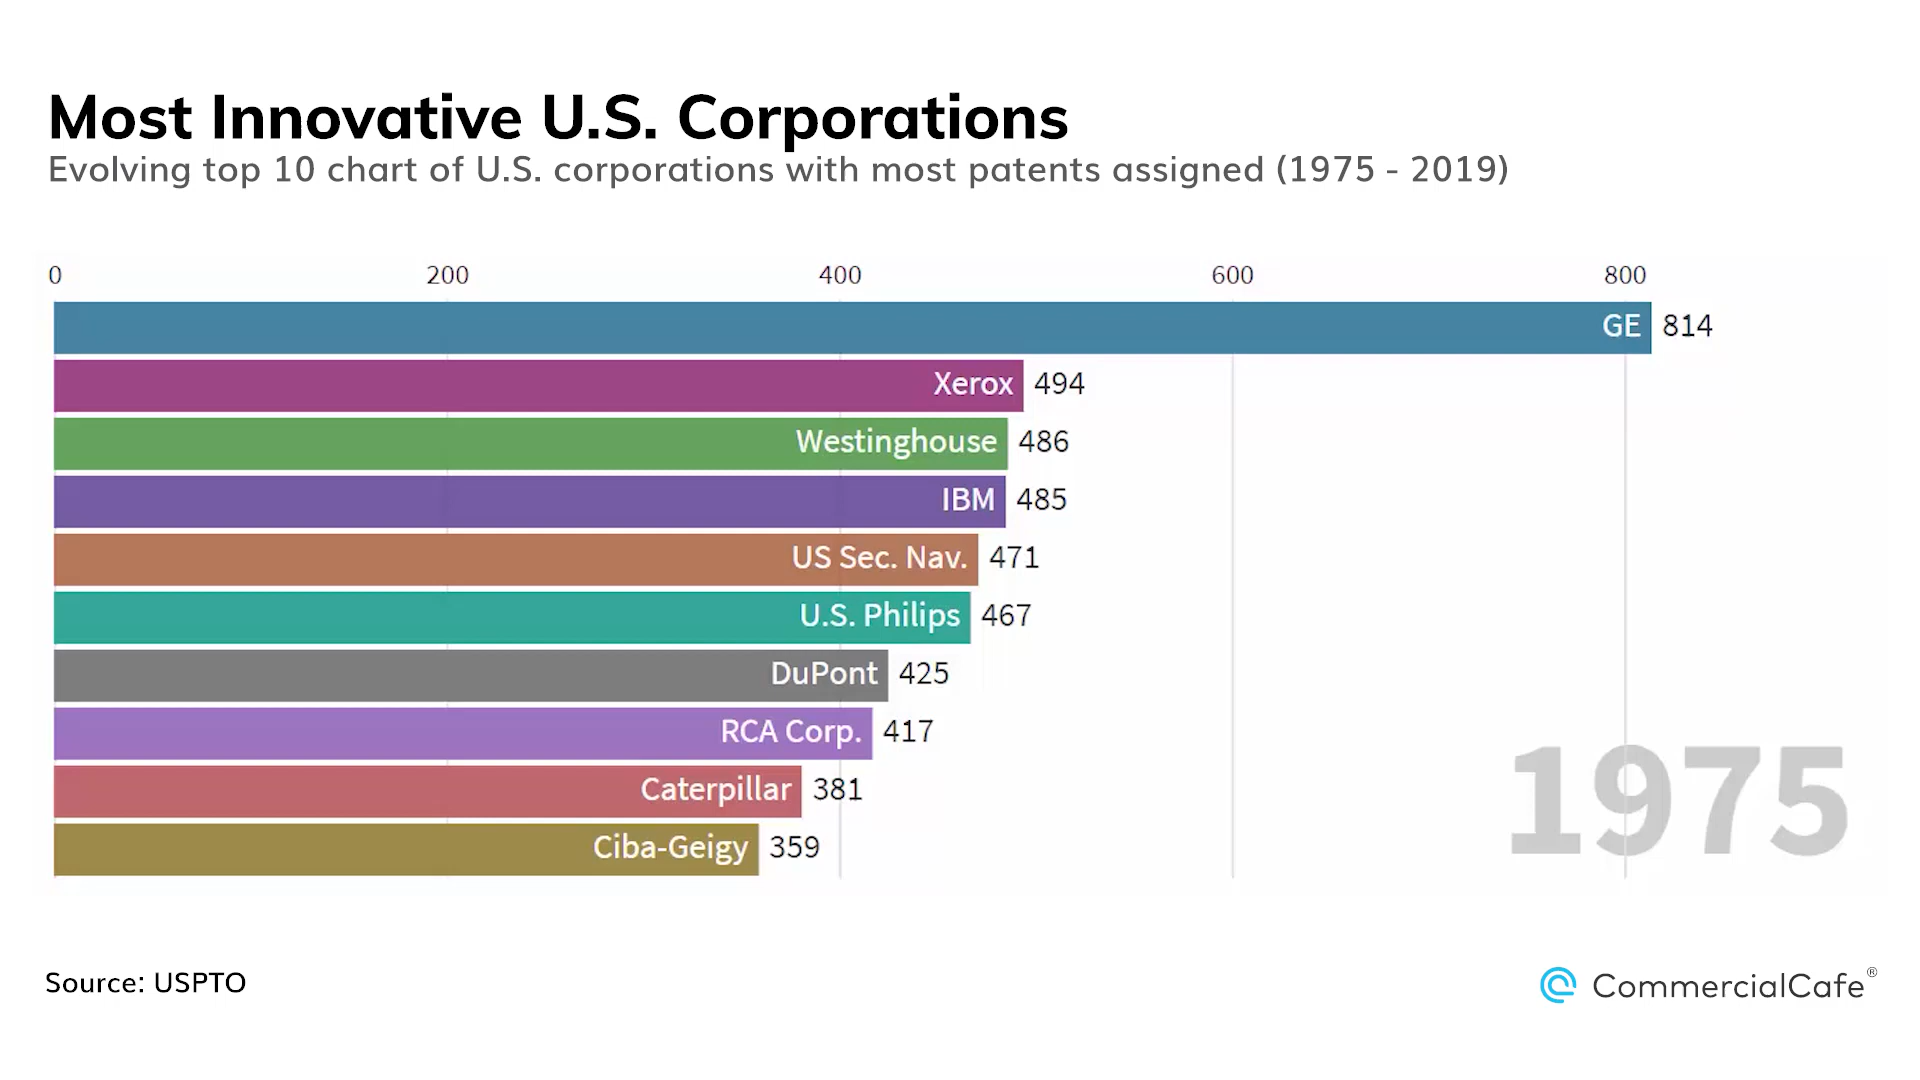 Most Innovative U.S. Corporations
Evolving top 10 chart of U.S. corporations with most patents assigned (1975 - 2019)
0 200 400 600 800
GE 814
Xerox 494
Westinghouse 486
IBM 485
US Sec. Nav. 471
U.S. Philips 467
DuPont 425
RCA Corp. 417
Caterpillar 381
Ciba-Geigy 359
1975
Source: USPTO
CommercialCafe®